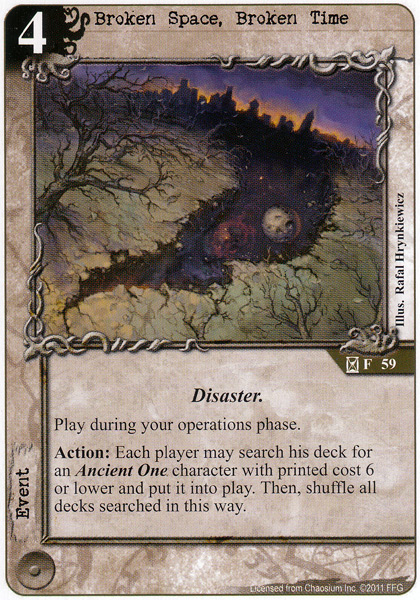 4
Broken Space, Broken Time
Illus. Rafal Hrynkiewicz
F 59
Disaster.
Play during your operations phase.
Action: Each player may search his deck for
an Ancient One character with printed cost 6
or lower and put it into play. Then, shuffle all
decks searched in this way.
Event
Licensed from Chaosium Inc. ©2011 FFG